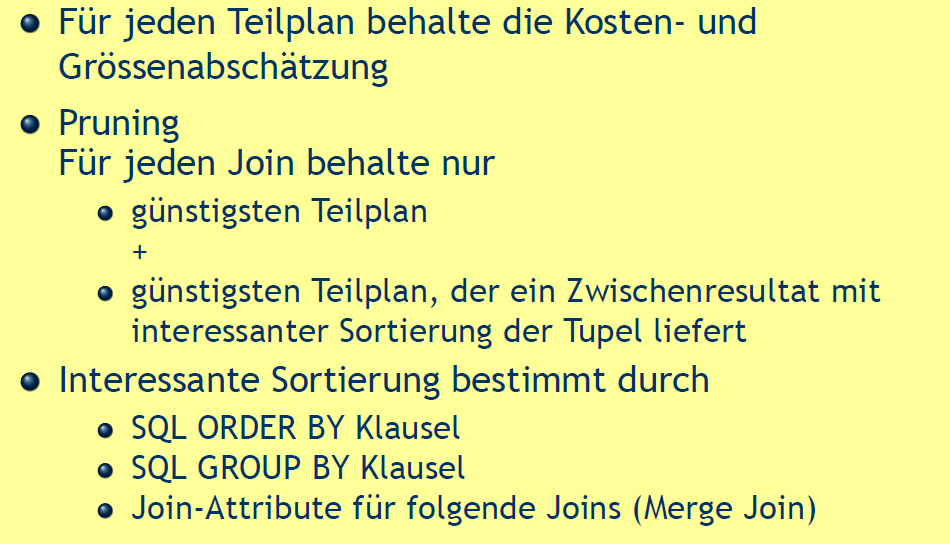 Für jeden Teilplan behalte die Kosten- und
Grössenabschätzung
Pruning
Für jeden Join behalte nur
günstigsten Teilplan
+
günstigsten Teilplan, der ein Zwischenresultat mit
interessanter Sortierung der Tupel liefert
Interessante Sortierung bestimmt durch
SQL ORDER BY Klausel
SQL GROUP BY Klausel
Join-Attribute für folgende Joins (Merge Join)